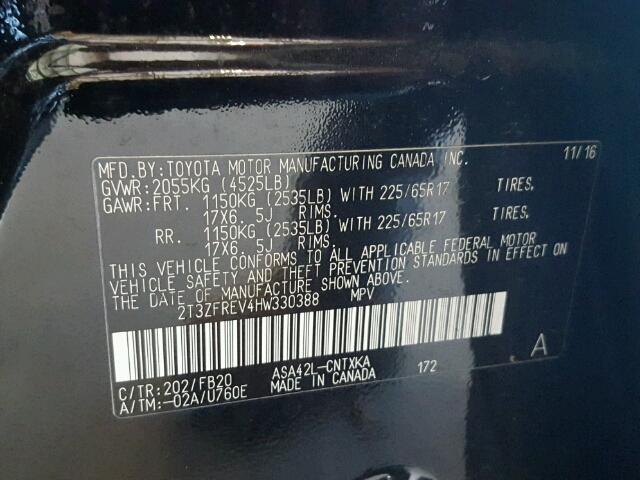 MFD.BY:TOYOTA MOTOR MANUFACTURING CANADA INC. 11/16
GVWR:2055KG (4525LB)
GAWR:FRT. 1150KG (2535LB) WITH 225/65R17 TIRES,
17X6. 5J RIMS.
RR. 1150KG (2535LB) WITH 225/65R17 TIRES,
17X6. 5J RIMS.
THIS VEHICLE CONFORMS TO ALL APPLICABLE FEDERAL MOTOR
VEHICLE SAFETY AND THEFT PREVENTION STANDARDS IN EFFECT ON
THE DATE OF MANUFACTURE SHOWN ABOVE.
2T3ZFREV4HW330388 MPV
A
C/TR:202/FB20 ASA42L-CNTXKA 172
A/TM:-02A/U760E MADE IN CANADA